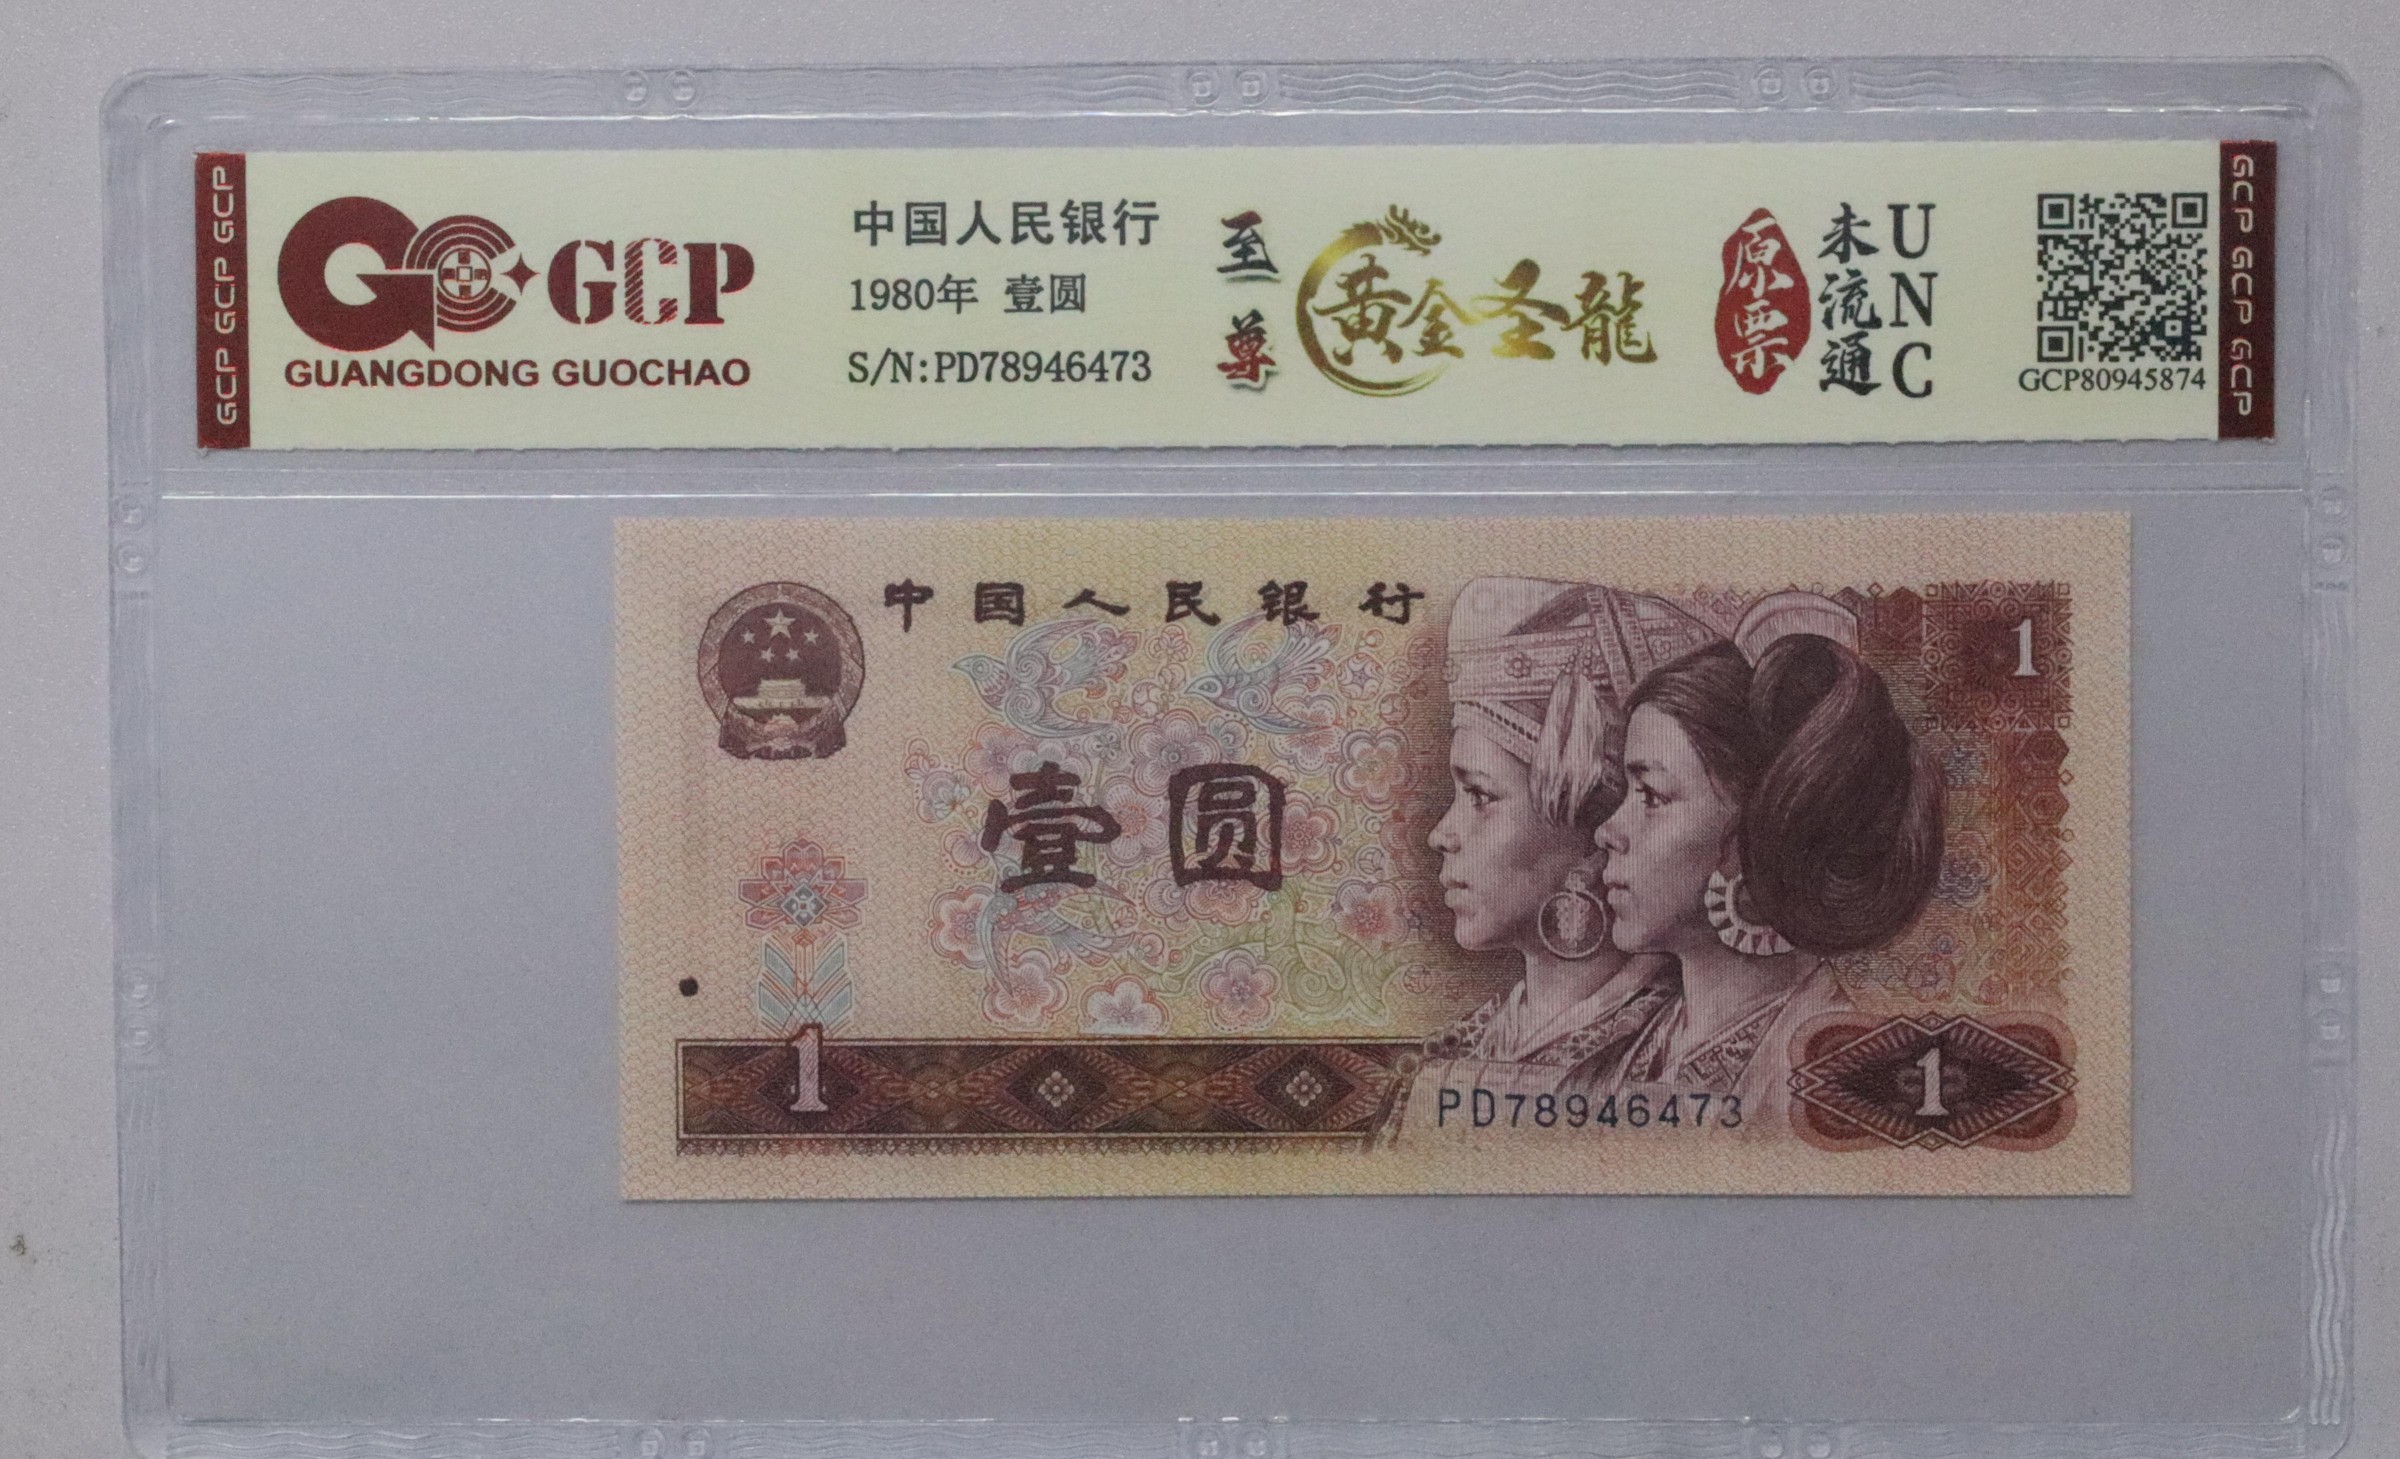 GCP GCP GCP
GCP
GUANGDONG GUOCHAO
中国人民银行
1980年 壹圆
S/N:PD78946473
至尊
黄金圣龍
原票
未流通
UNC
GCP80945874
GCP GCP GCP
中国人民银行
1
壹圆
1
PD78946473
1